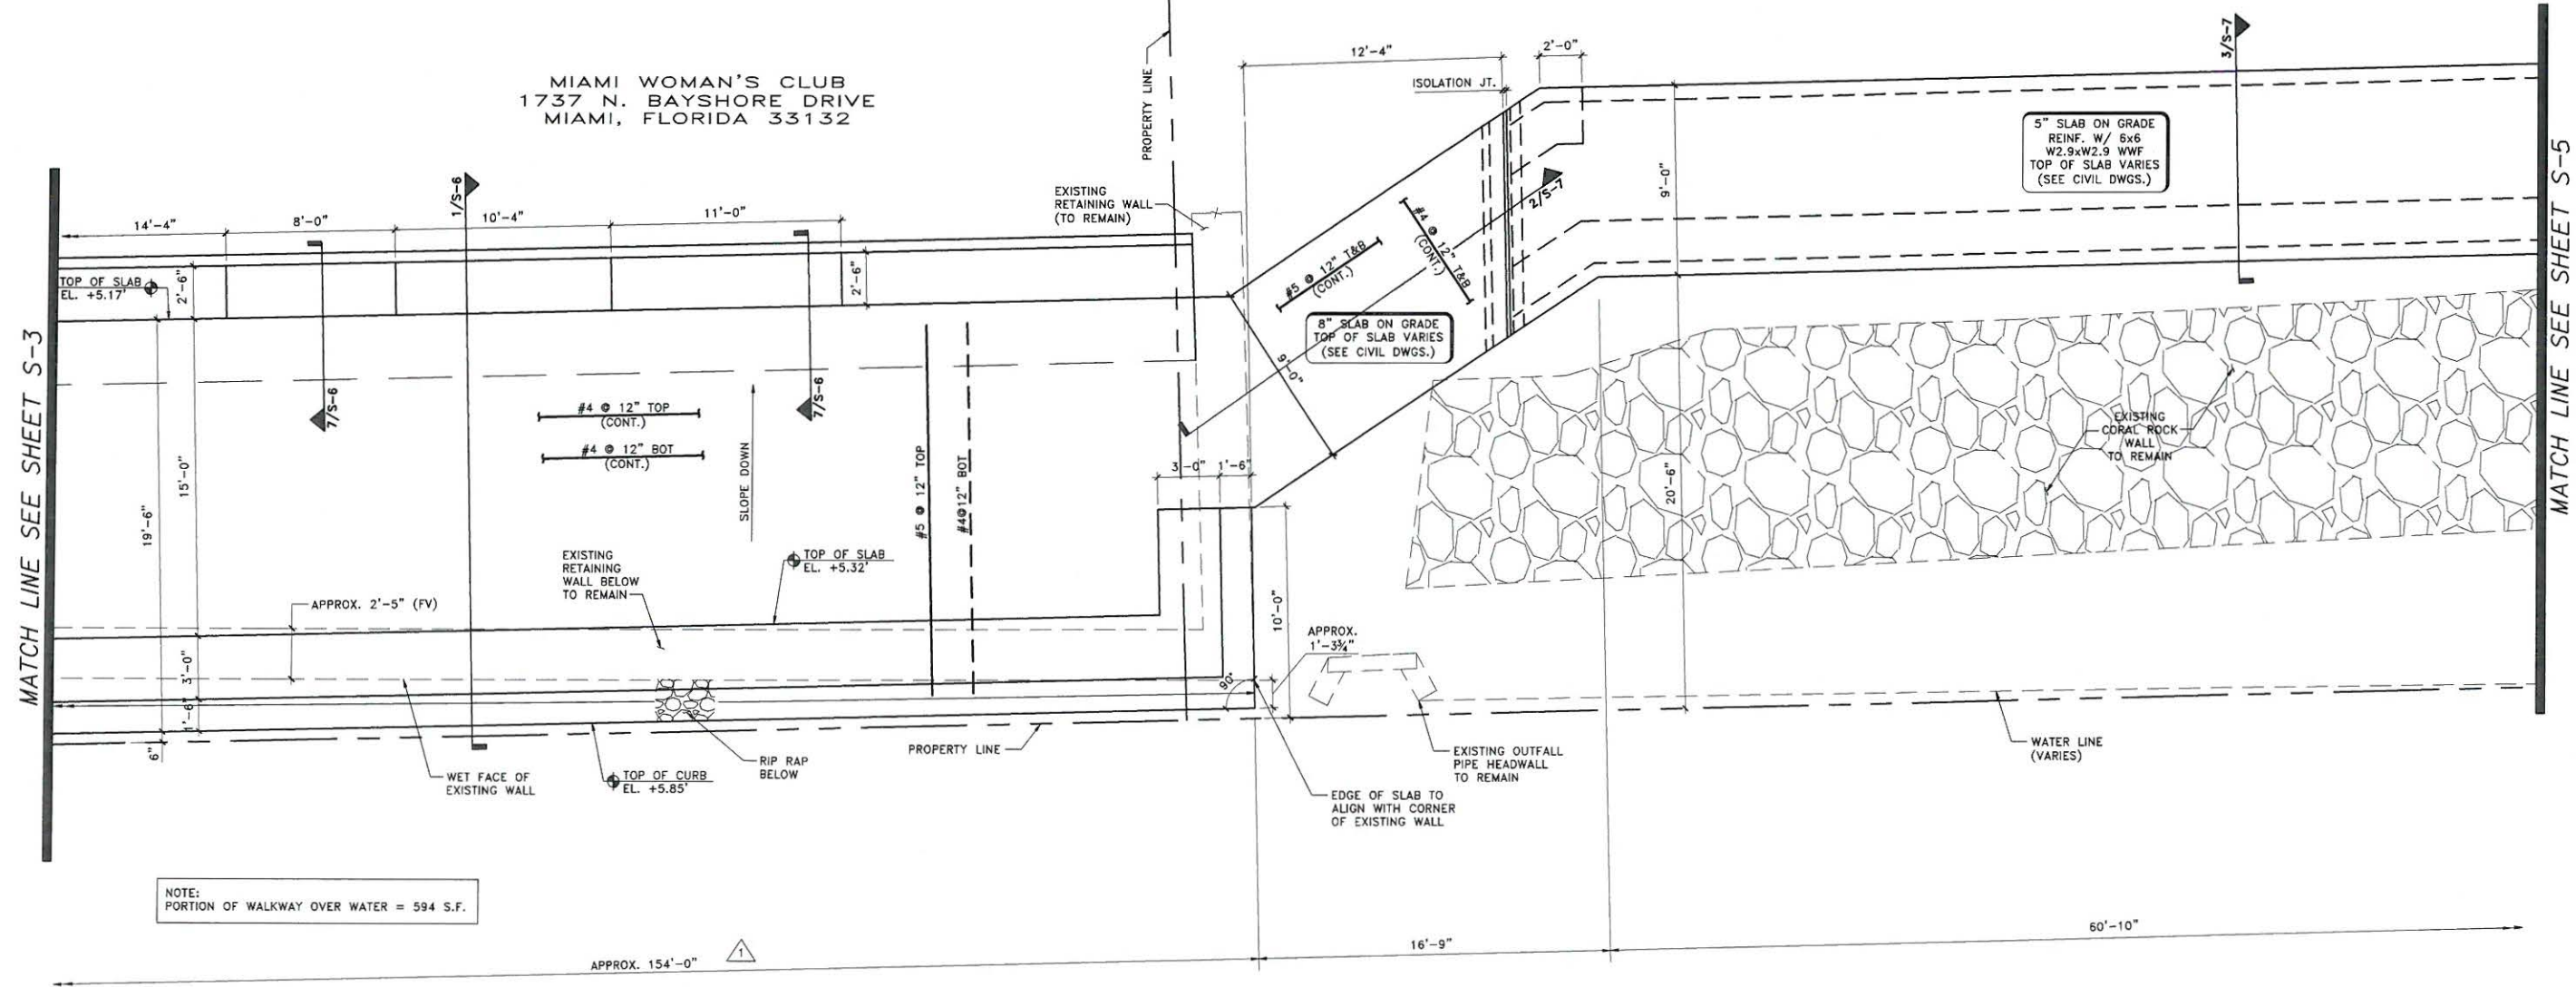 MIAMI WOMAN'S CLUB
1737 N. BAYSHORE DRIVE
MIAMI, FLORIDA 33132
PROPERTY LINE
12'-4"
2'-0"
ISOLATION JT.
3/S-7
5" SLAB ON GRADE
REINF. W/ 6x6
W2.9xW2.9 WWF
TOP OF SLAB VARIES
(SEE CIVIL DWGS.)
MATCH LINE SEE SHEET S-5
9'-0"
2/S-7
EXISTING
RETAINING WALL
(TO REMAIN)
1/S-6
14'-4"
8'-0"
10'-4"
11'-0"
TOP OF SLAB
EL. +5.17'
2'-6"
2'-6"
#5 @ 12" T&B
(CONT.)
#4 @ 12" T&B
(CONT.)
8" SLAB ON GRADE
TOP OF SLAB VARIES
(SEE CIVIL DWGS.)
9'-0"
MATCH LINE SEE SHEET S-3
7/S-6
7/S-6
#4 @ 12" TOP
(CONT.)
#4 @ 12" BOT
(CONT.)
SLOPE DOWN
#5 @ 12" TOP
#4@12" BOT
3'-0"
1'-6"
EXISTING
CORAL ROCK
WALL
TO REMAIN
20'-6"
15'-0"
19'-6"
EXISTING
RETAINING
WALL BELOW
TO REMAIN
TOP OF SLAB
EL. +5.32'
APPROX. 2'-5" (FV)
10'-0"
APPROX.
1'-3¾"
3'-0"
1'-6"
6"
90°
WET FACE OF
EXISTING WALL
TOP OF CURB
EL. +5.85'
RIP RAP
BELOW
PROPERTY LINE
EXISTING OUTFALL
PIPE HEADWALL
TO REMAIN
WATER LINE
(VARIES)
EDGE OF SLAB TO
ALIGN WITH CORNER
OF EXISTING WALL
NOTE:
PORTION OF WALKWAY OVER WATER = 594 S.F.
APPROX. 154'-0"
1
16'-9"
60'-10"